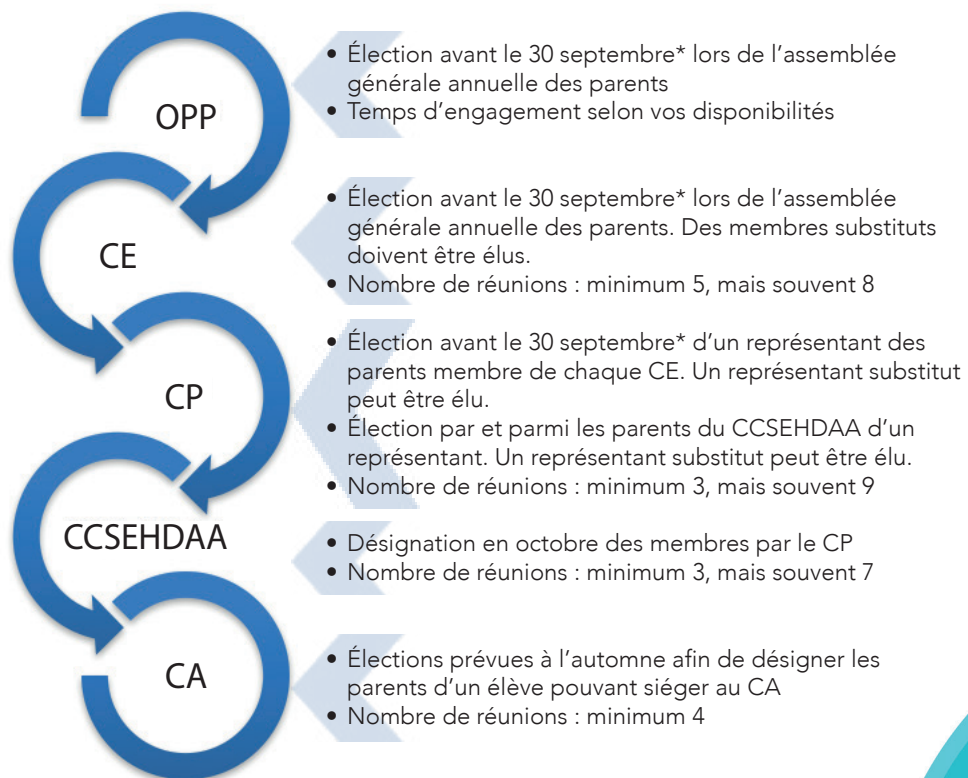 OPP
• Élection avant le 30 septembre* lors de l’assemblée
générale annuelle des parents
• Temps d’engagement selon vos disponibilités
CE
• Élection avant le 30 septembre* lors de l’assemblée
générale annuelle des parents. Des membres substituts
doivent être élus.
• Nombre de réunions : minimum 5, mais souvent 8
CP
• Élection avant le 30 septembre* d’un représentant des
parents membre de chaque CE. Un représentant substitut
peut être élu.
• Élection par et parmi les parents du CCSEHDAA d’un
représentant. Un représentant substitut peut être élu.
• Nombre de réunions : minimum 3, mais souvent 9
CCSEHDAA
• Désignation en octobre des membres par le CP
• Nombre de réunions : minimum 3, mais souvent 7
CA
• Élections prévues à l’automne afin de désigner les
parents d’un élève pouvant siéger au CA
• Nombre de réunions : minimum 4